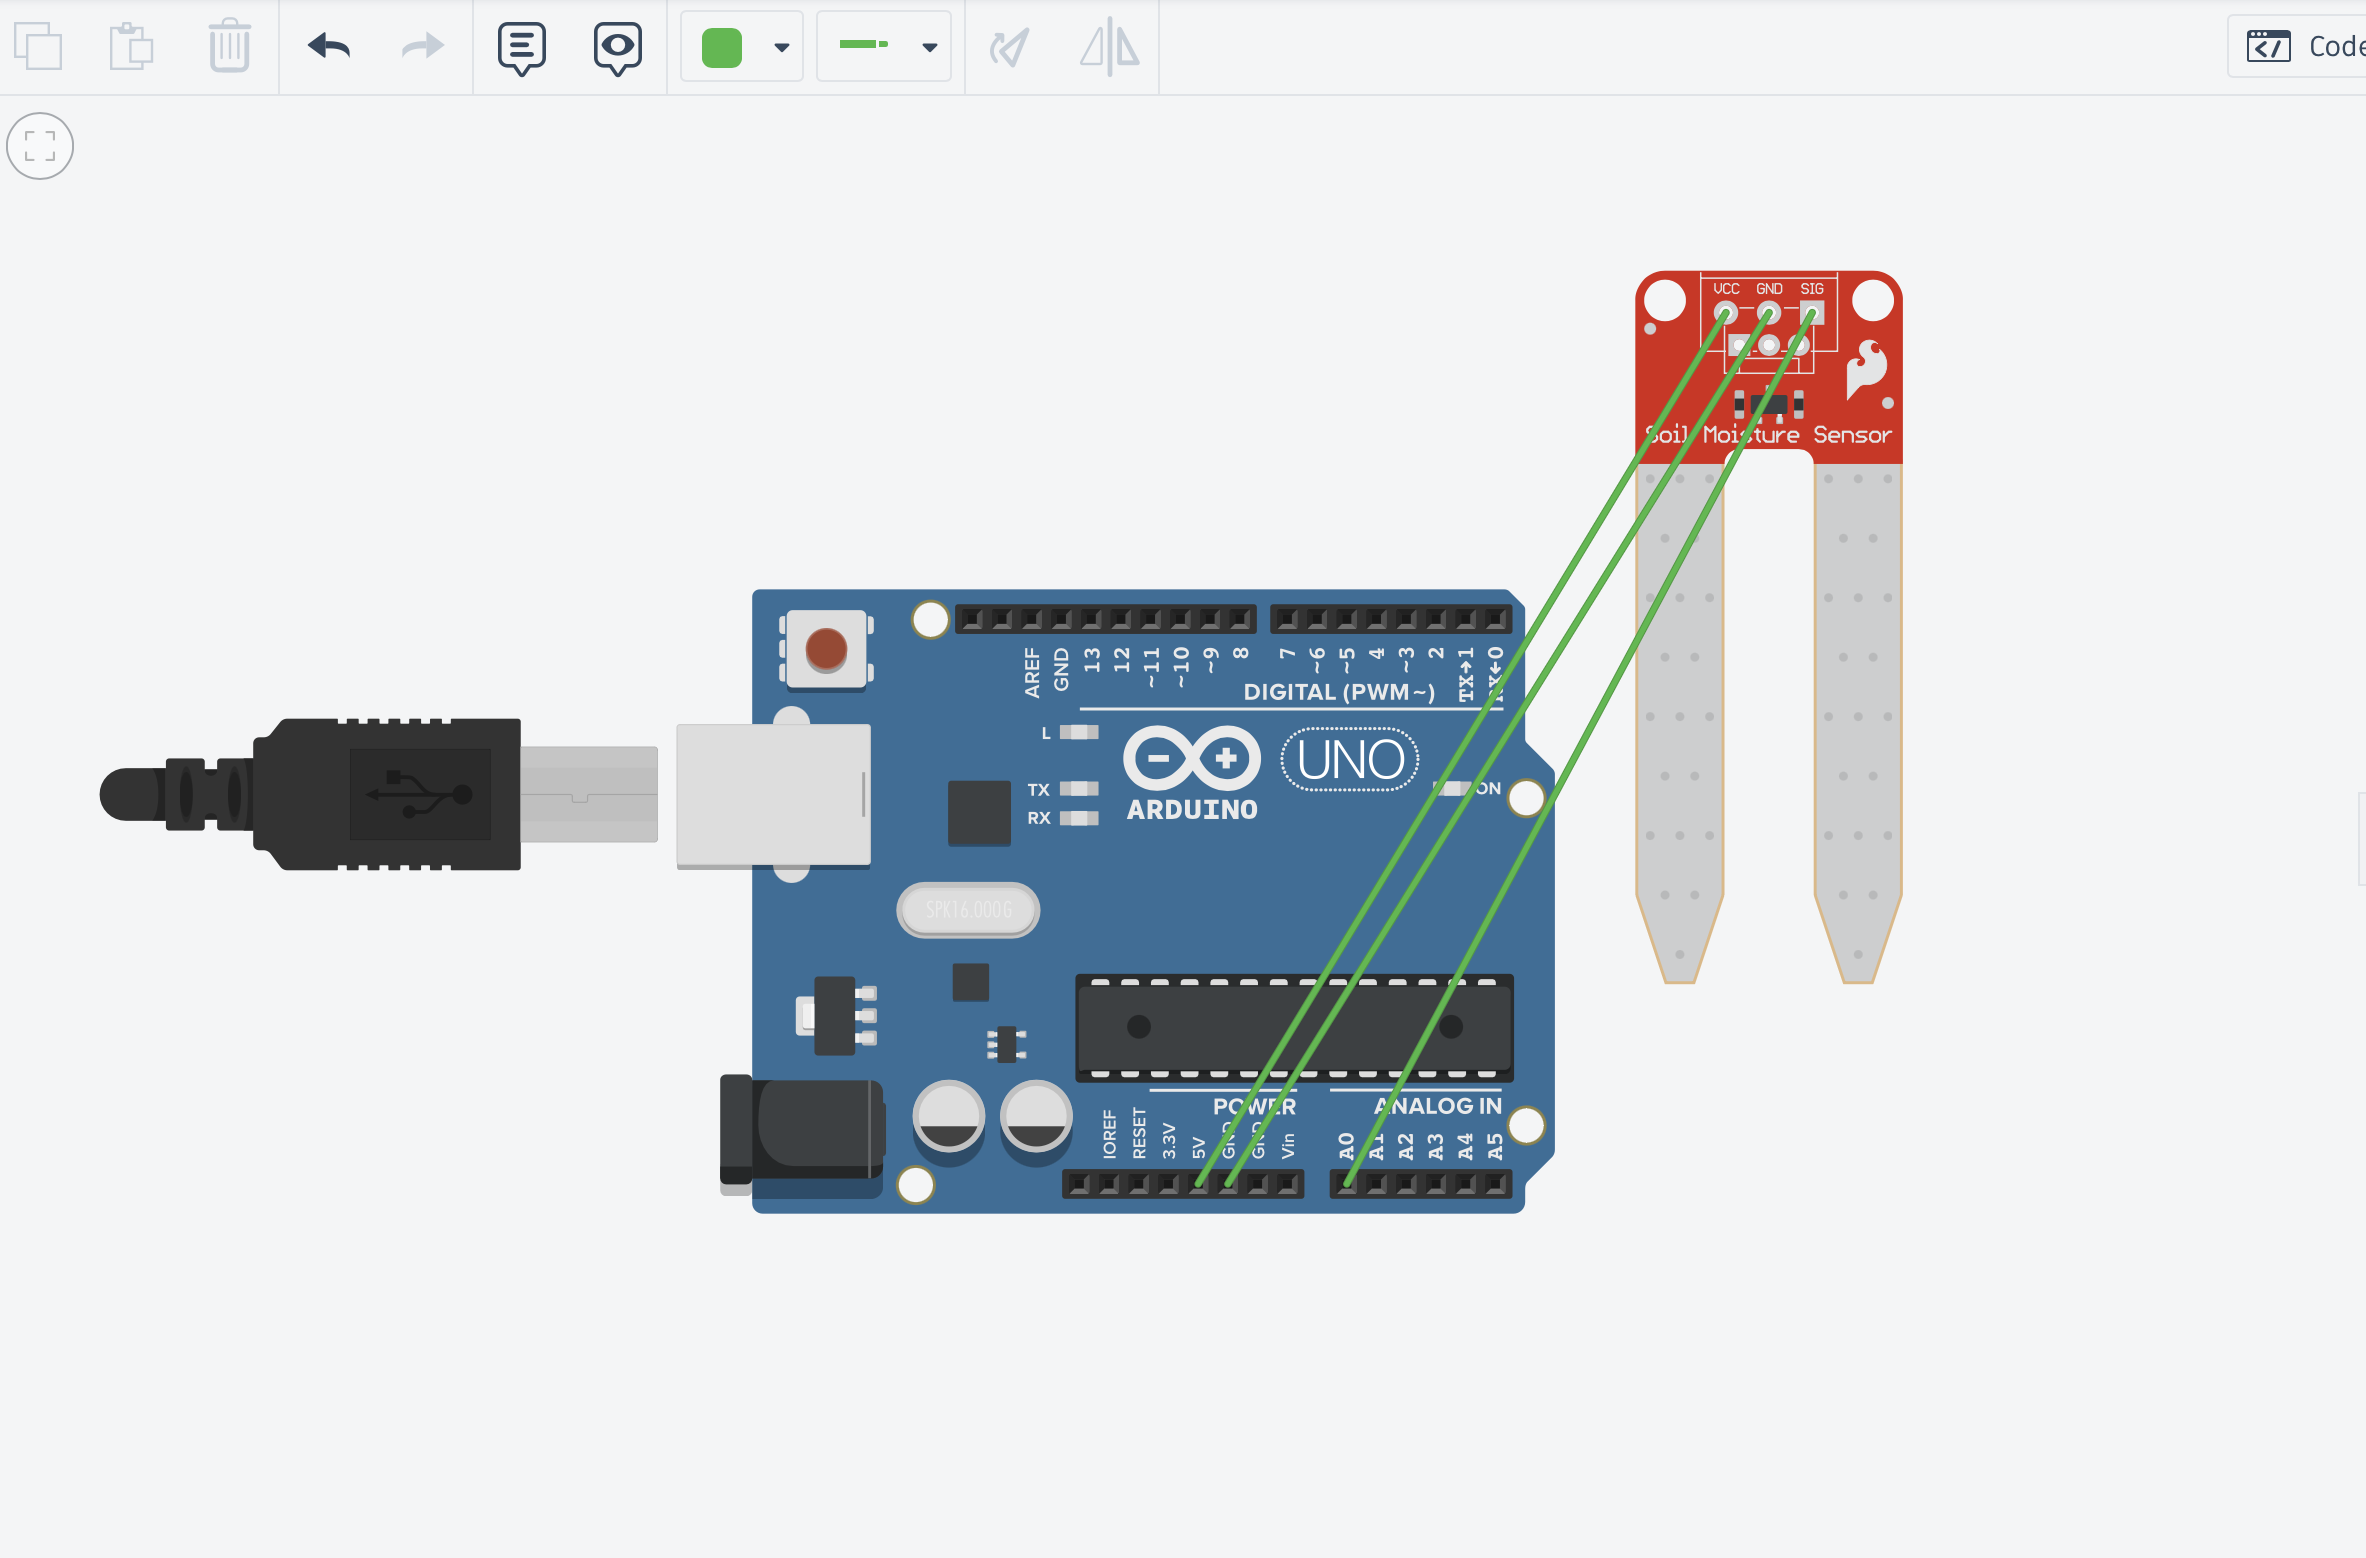 Code
VCC GND SIG
Soil Moisture Sensor
AREF
GND
13
12
~11
~10
~9
8
7
~6
~5
4
~3
2
TX→1
RX←0
DIGITAL (PWM ~)
L
TX
RX
UNO
ARDUINO
ON
SPK16.000G
POWER
ANALOG IN
IOREF
RESET
3.3V
5V
GND
GND
Vin
A0
A1
A2
A3
A4
A5